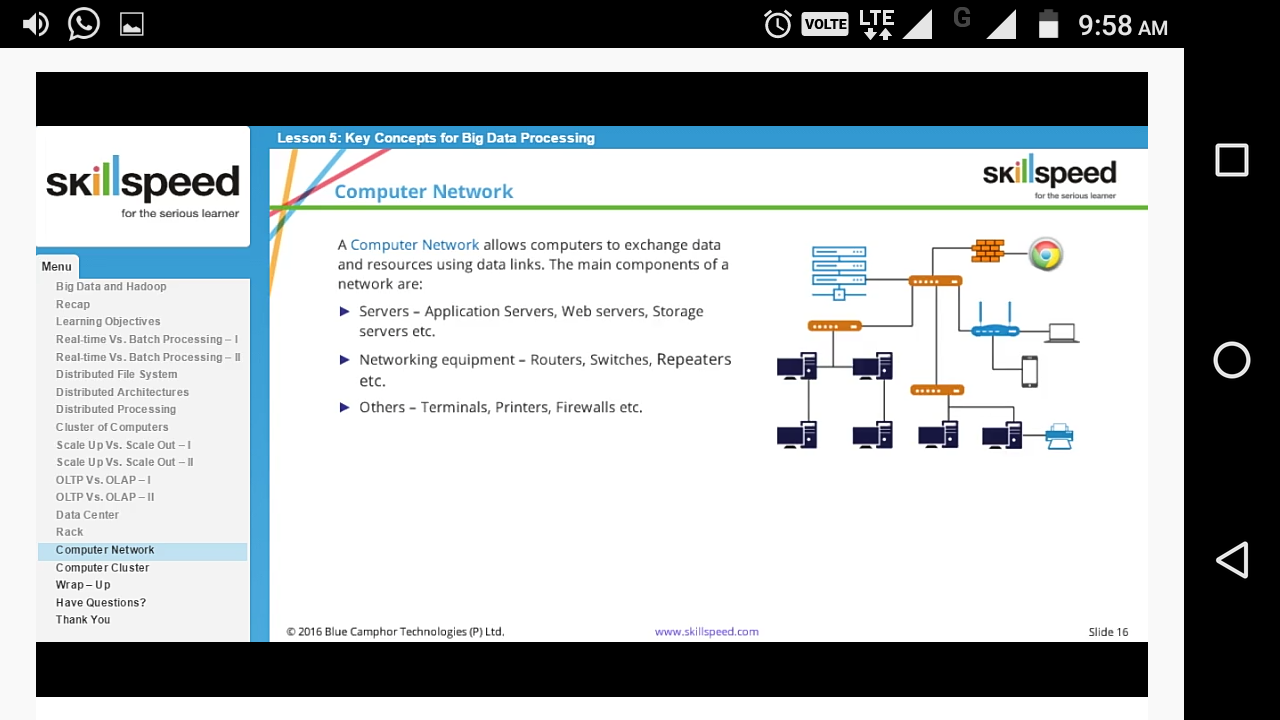 VOLTE LTE G 9:58 AM
Lesson 5: Key Concepts for Big Data Processing
skillspeed
for the serious learner
Menu
Big Data and Hadoop
Recap
Learning Objectives
Real-time Vs. Batch Processing – I
Real-time Vs. Batch Processing – II
Distributed File System
Distributed Architectures
Distributed Processing
Cluster of Computers
Scale Up Vs. Scale Out – I
Scale Up Vs. Scale Out – II
OLTP Vs. OLAP – I
OLTP Vs. OLAP – II
Data Center
Rack
Computer Network
Computer Cluster
Wrap – Up
Have Questions?
Thank You
Computer Network
skillspeed
for the serious learner
A Computer Network allows computers to exchange data
and resources using data links. The main components of a
network are:
Servers – Application Servers, Web servers, Storage
servers etc.
Networking equipment – Routers, Switches, Repeaters
etc.
Others – Terminals, Printers, Firewalls etc.
© 2016 Blue Camphor Technologies (P) Ltd.
www.skillspeed.com
Slide 16